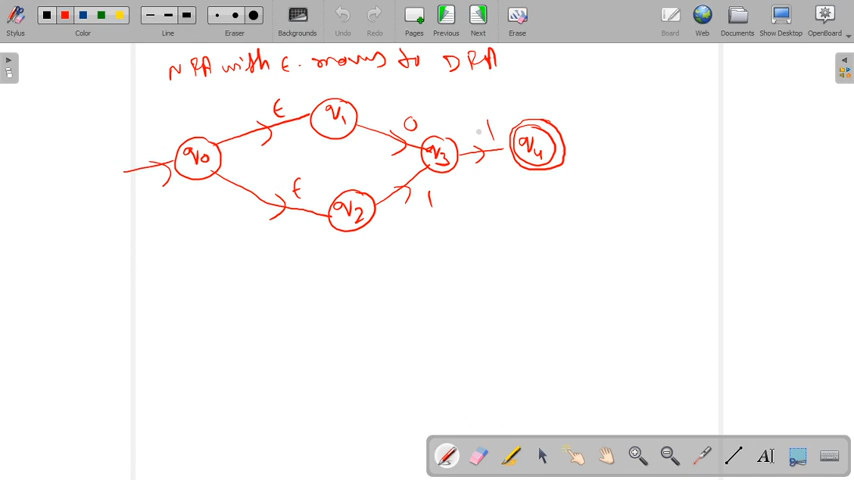 Stylus
Color
Line
Eraser
Backgrounds
Undo
Redo
Pages
Previous
Next
Erase
Board
Web
Documents
Show Desktop
OpenBoard
NFA with ε-moves to DFA
ε
q1
0
1
q0
q3
q4
ε
q2
1